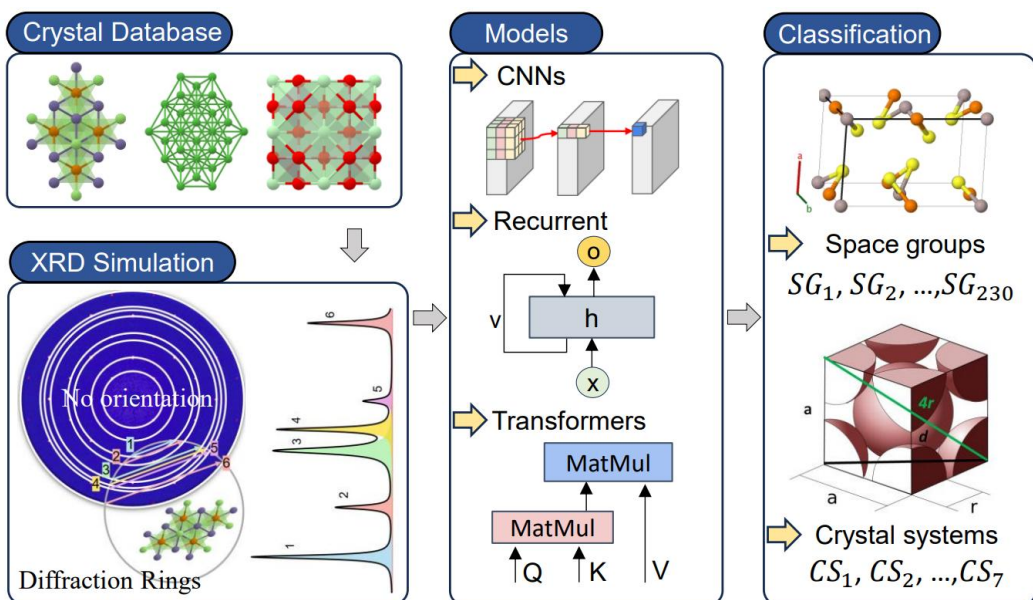 Crystal Database
XRD Simulation
No orientation
1
2
3
4
5
6
6
5
4
3
2
1
Diffraction Rings
Models
CNNs
Recurrent
o
v
h
x
Transformers
MatMul
MatMul
Q
K
V
Classification
a
b
Space groups
SG₁, SG₂, ...,SG₂₃₀
a
4r
d
a
r
Crystal systems
CS₁, CS₂, ...,CS₇